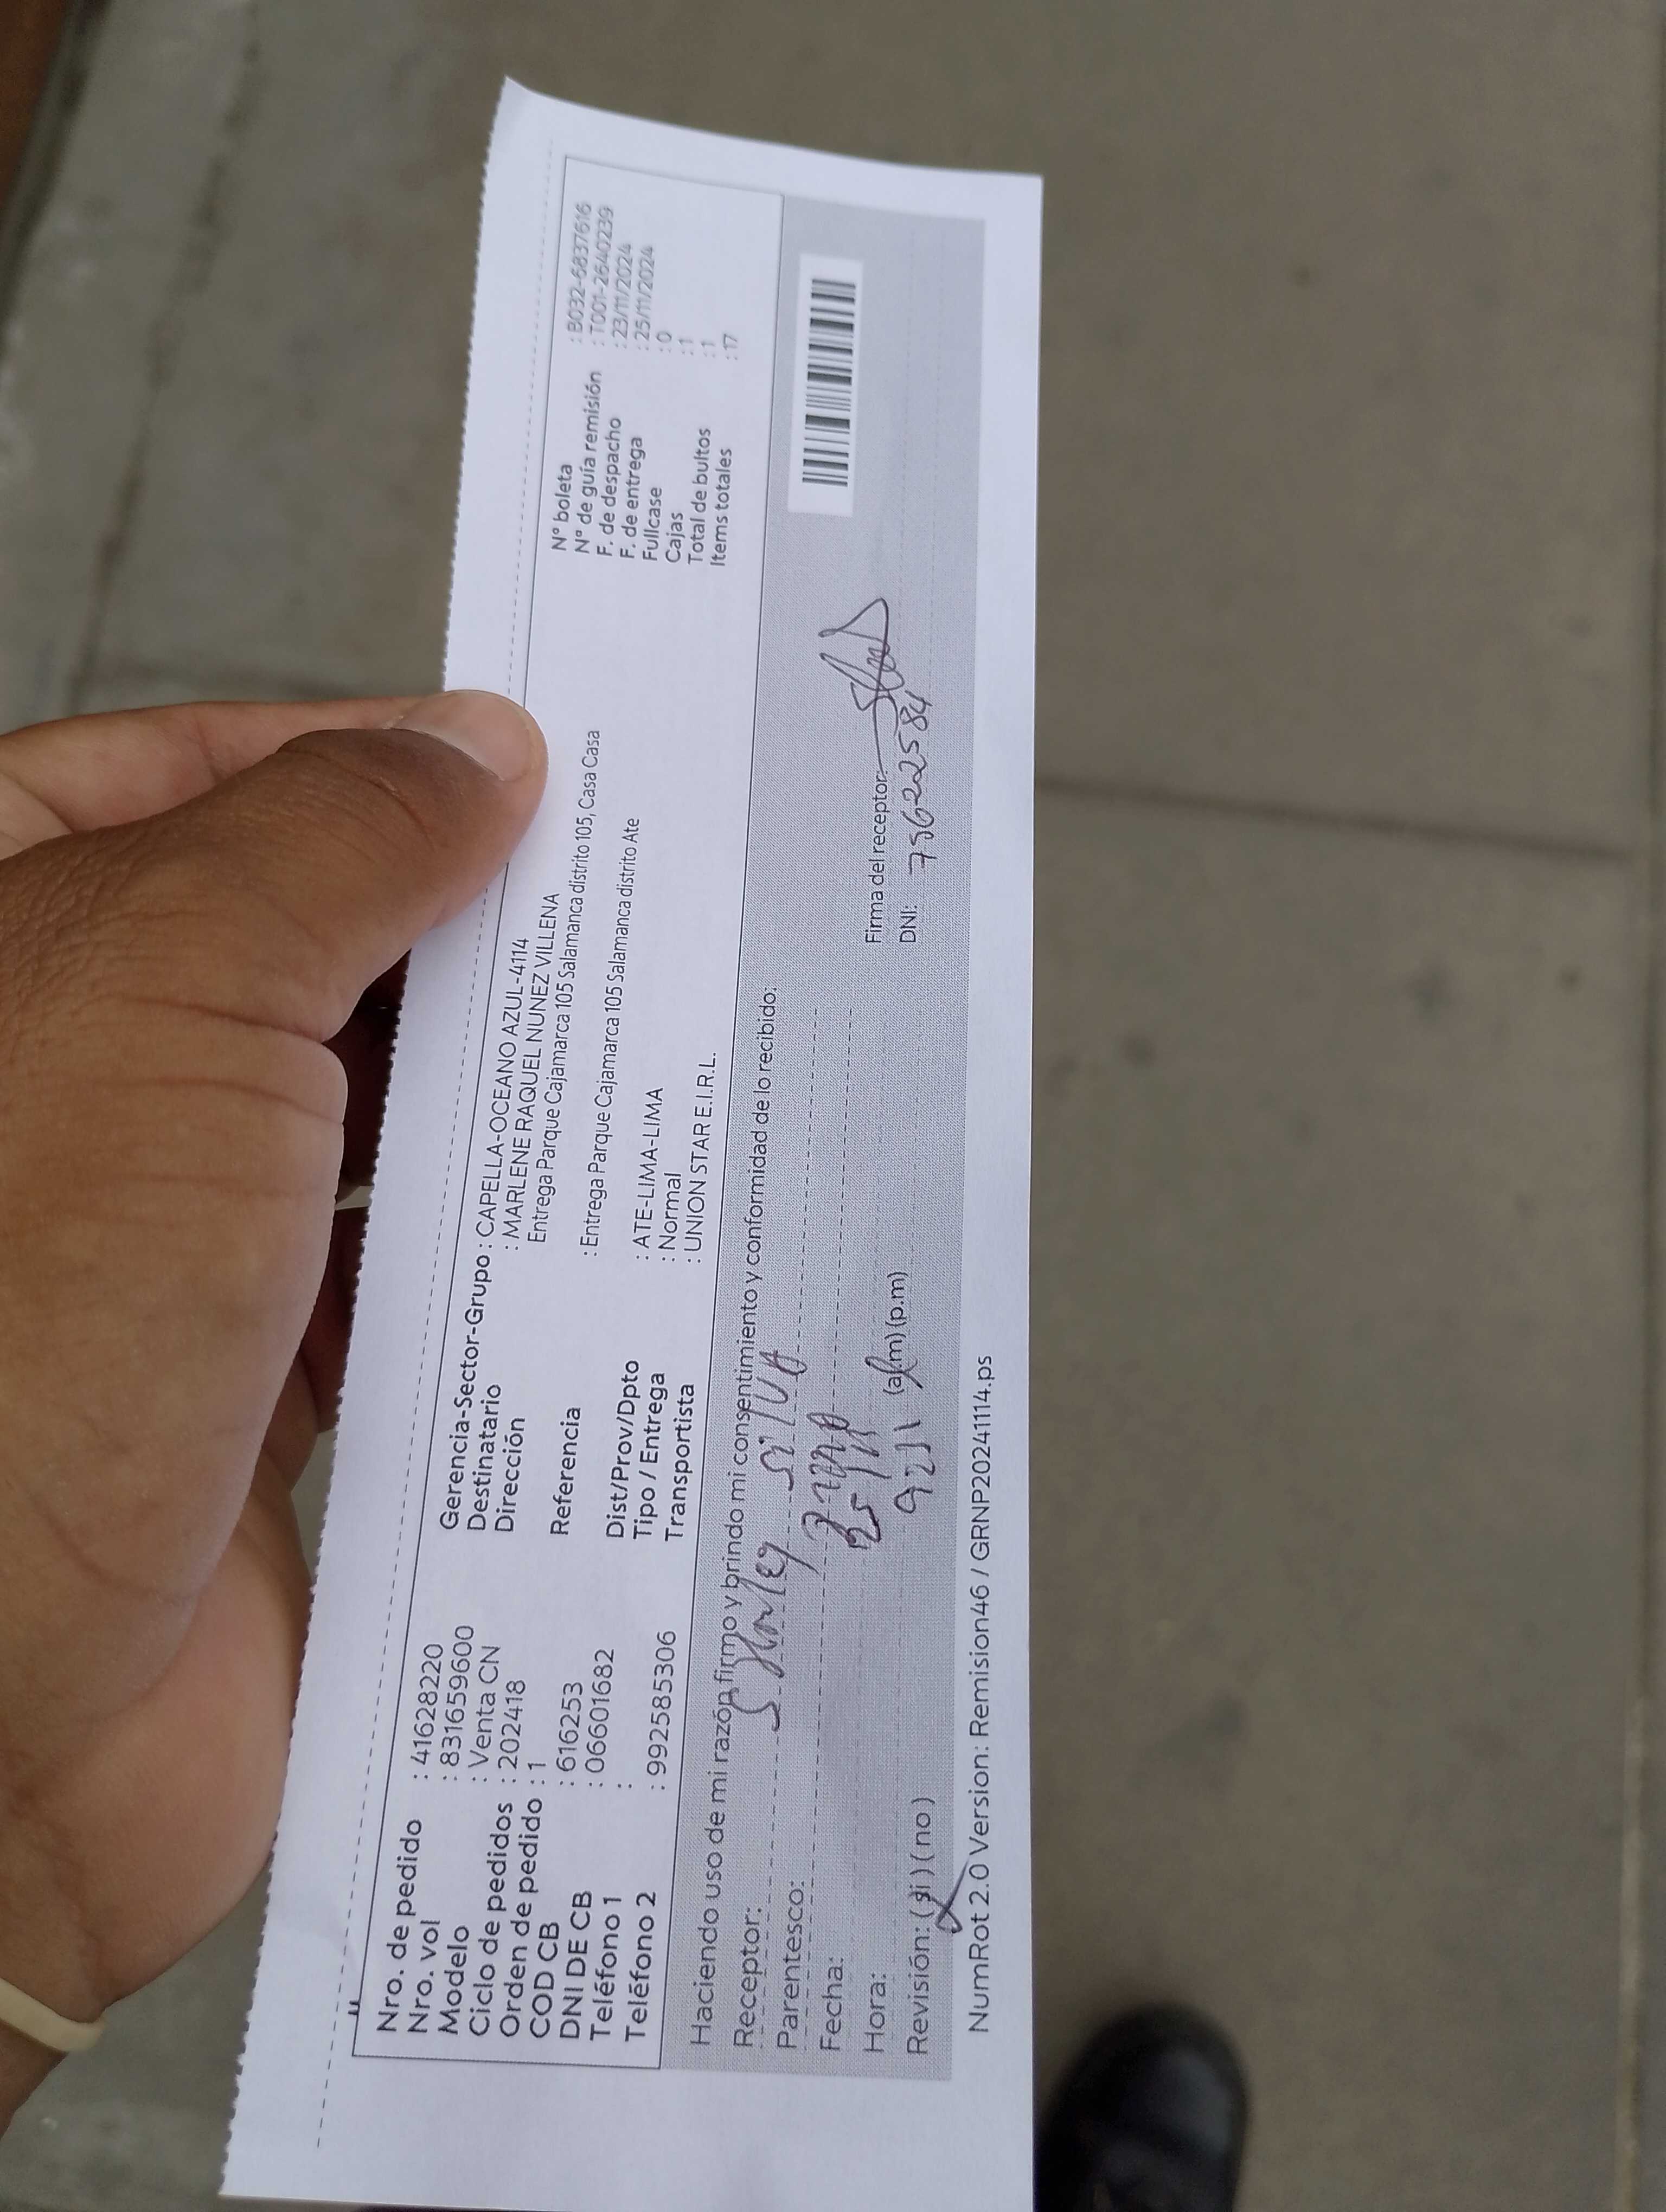 Nro. de pedido : 41628220
Nro. vol : 831659600
Modelo : Venta CN
Ciclo de pedidos : 202418
Orden de pedido : 1
COD CB : 616253
DNI DE CB : 06601682
Teléfono 1 :
Teléfono 2 : 992585306
Gerencia-Sector-Grupo : CAPELLA-OCEANO AZUL-4114
Destinatario : MARLENE RAQUEL NUNEZ VILLENA
Dirección Entrega Parque Cajamarca 105 Salamanca distrito 105, Casa Casa
Referencia : Entrega Parque Cajamarca 105 Salamanca distrito Ate
Dist/Prov/Dpto : ATE-LIMA-LIMA
Tipo / Entrega : Normal
Transportista : UNION STAR E.I.R.L.
N° boleta : B032-6837616
N° de guía remisión : T001-2640239
F. de despacho : 23/11/2024
F. de entrega : 25/11/2024
Fullcase : 0
Cajas : 1
Total de bultos : 1
Items totales : 17
Haciendo uso de mi razón firmo y brindo mi consentimiento y conformidad de lo recibido:
Receptor: Stanley Silva
Parentesco:
Fecha: 25/11
Hora: (a.m) (p.m)
Revisión: (si) (no)
Firma del receptor:
DNI: 75622584
NumRot 2.0 Version: Remision46 / GRNP20241114.ps